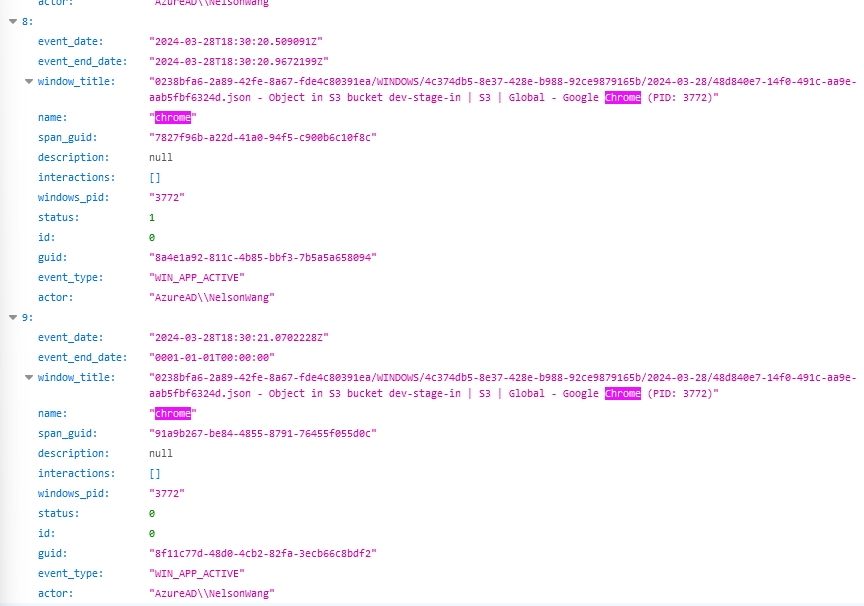 actor: "AzureAD\\NelsonWang"
8:
event_date: "2024-03-28T18:30:20.509091Z"
event_end_date: "2024-03-28T18:30:20.9672199Z"
window_title: "0238bfa6-2a89-42fe-8a67-fde4c80391ea/WINDOWS/4c374db5-8e37-428e-b988-92ce9879165b/2024-03-28/48d840e7-14f0-491c-aa9e-
aab5fbf6324d.json - Object in S3 bucket dev-stage-in | S3 | Global - Google Chrome (PID: 3772)"
name: "chrome"
span_guid: "7827f96b-a22d-41a0-94f5-c900b6c10f8c"
description: null
interactions: []
windows_pid: "3772"
status: 1
id: 0
guid: "8a4e1a92-811c-4b85-bbf3-7b5a5a658094"
event_type: "WIN_APP_ACTIVE"
actor: "AzureAD\\NelsonWang"
9:
event_date: "2024-03-28T18:30:21.0702228Z"
event_end_date: "0001-01-01T00:00:00"
window_title: "0238bfa6-2a89-42fe-8a67-fde4c80391ea/WINDOWS/4c374db5-8e37-428e-b988-92ce9879165b/2024-03-28/48d840e7-14f0-491c-aa9e-
aab5fbf6324d.json - Object in S3 bucket dev-stage-in | S3 | Global - Google Chrome (PID: 3772)"
name: "chrome"
span_guid: "91a9b267-be84-4855-8791-76455f055d0c"
description: null
interactions: []
windows_pid: "3772"
status: 0
id: 0
guid: "8f11c77d-48d0-4cb2-82fa-3ecb66c8bdf2"
event_type: "WIN_APP_ACTIVE"
actor: "AzureAD\\NelsonWang"